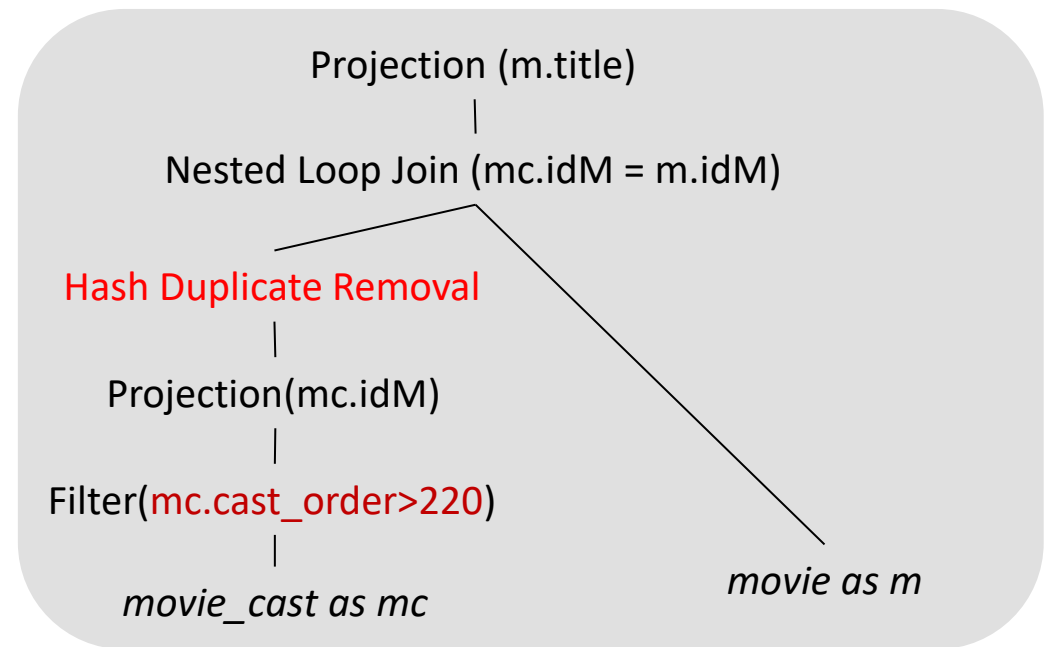 Projection (m.title)
Nested Loop Join (mc.idM = m.idM)
Hash Duplicate Removal
Projection(mc.idM)
Filter(mc.cast_order>220)
movie as m
movie_cast as mc